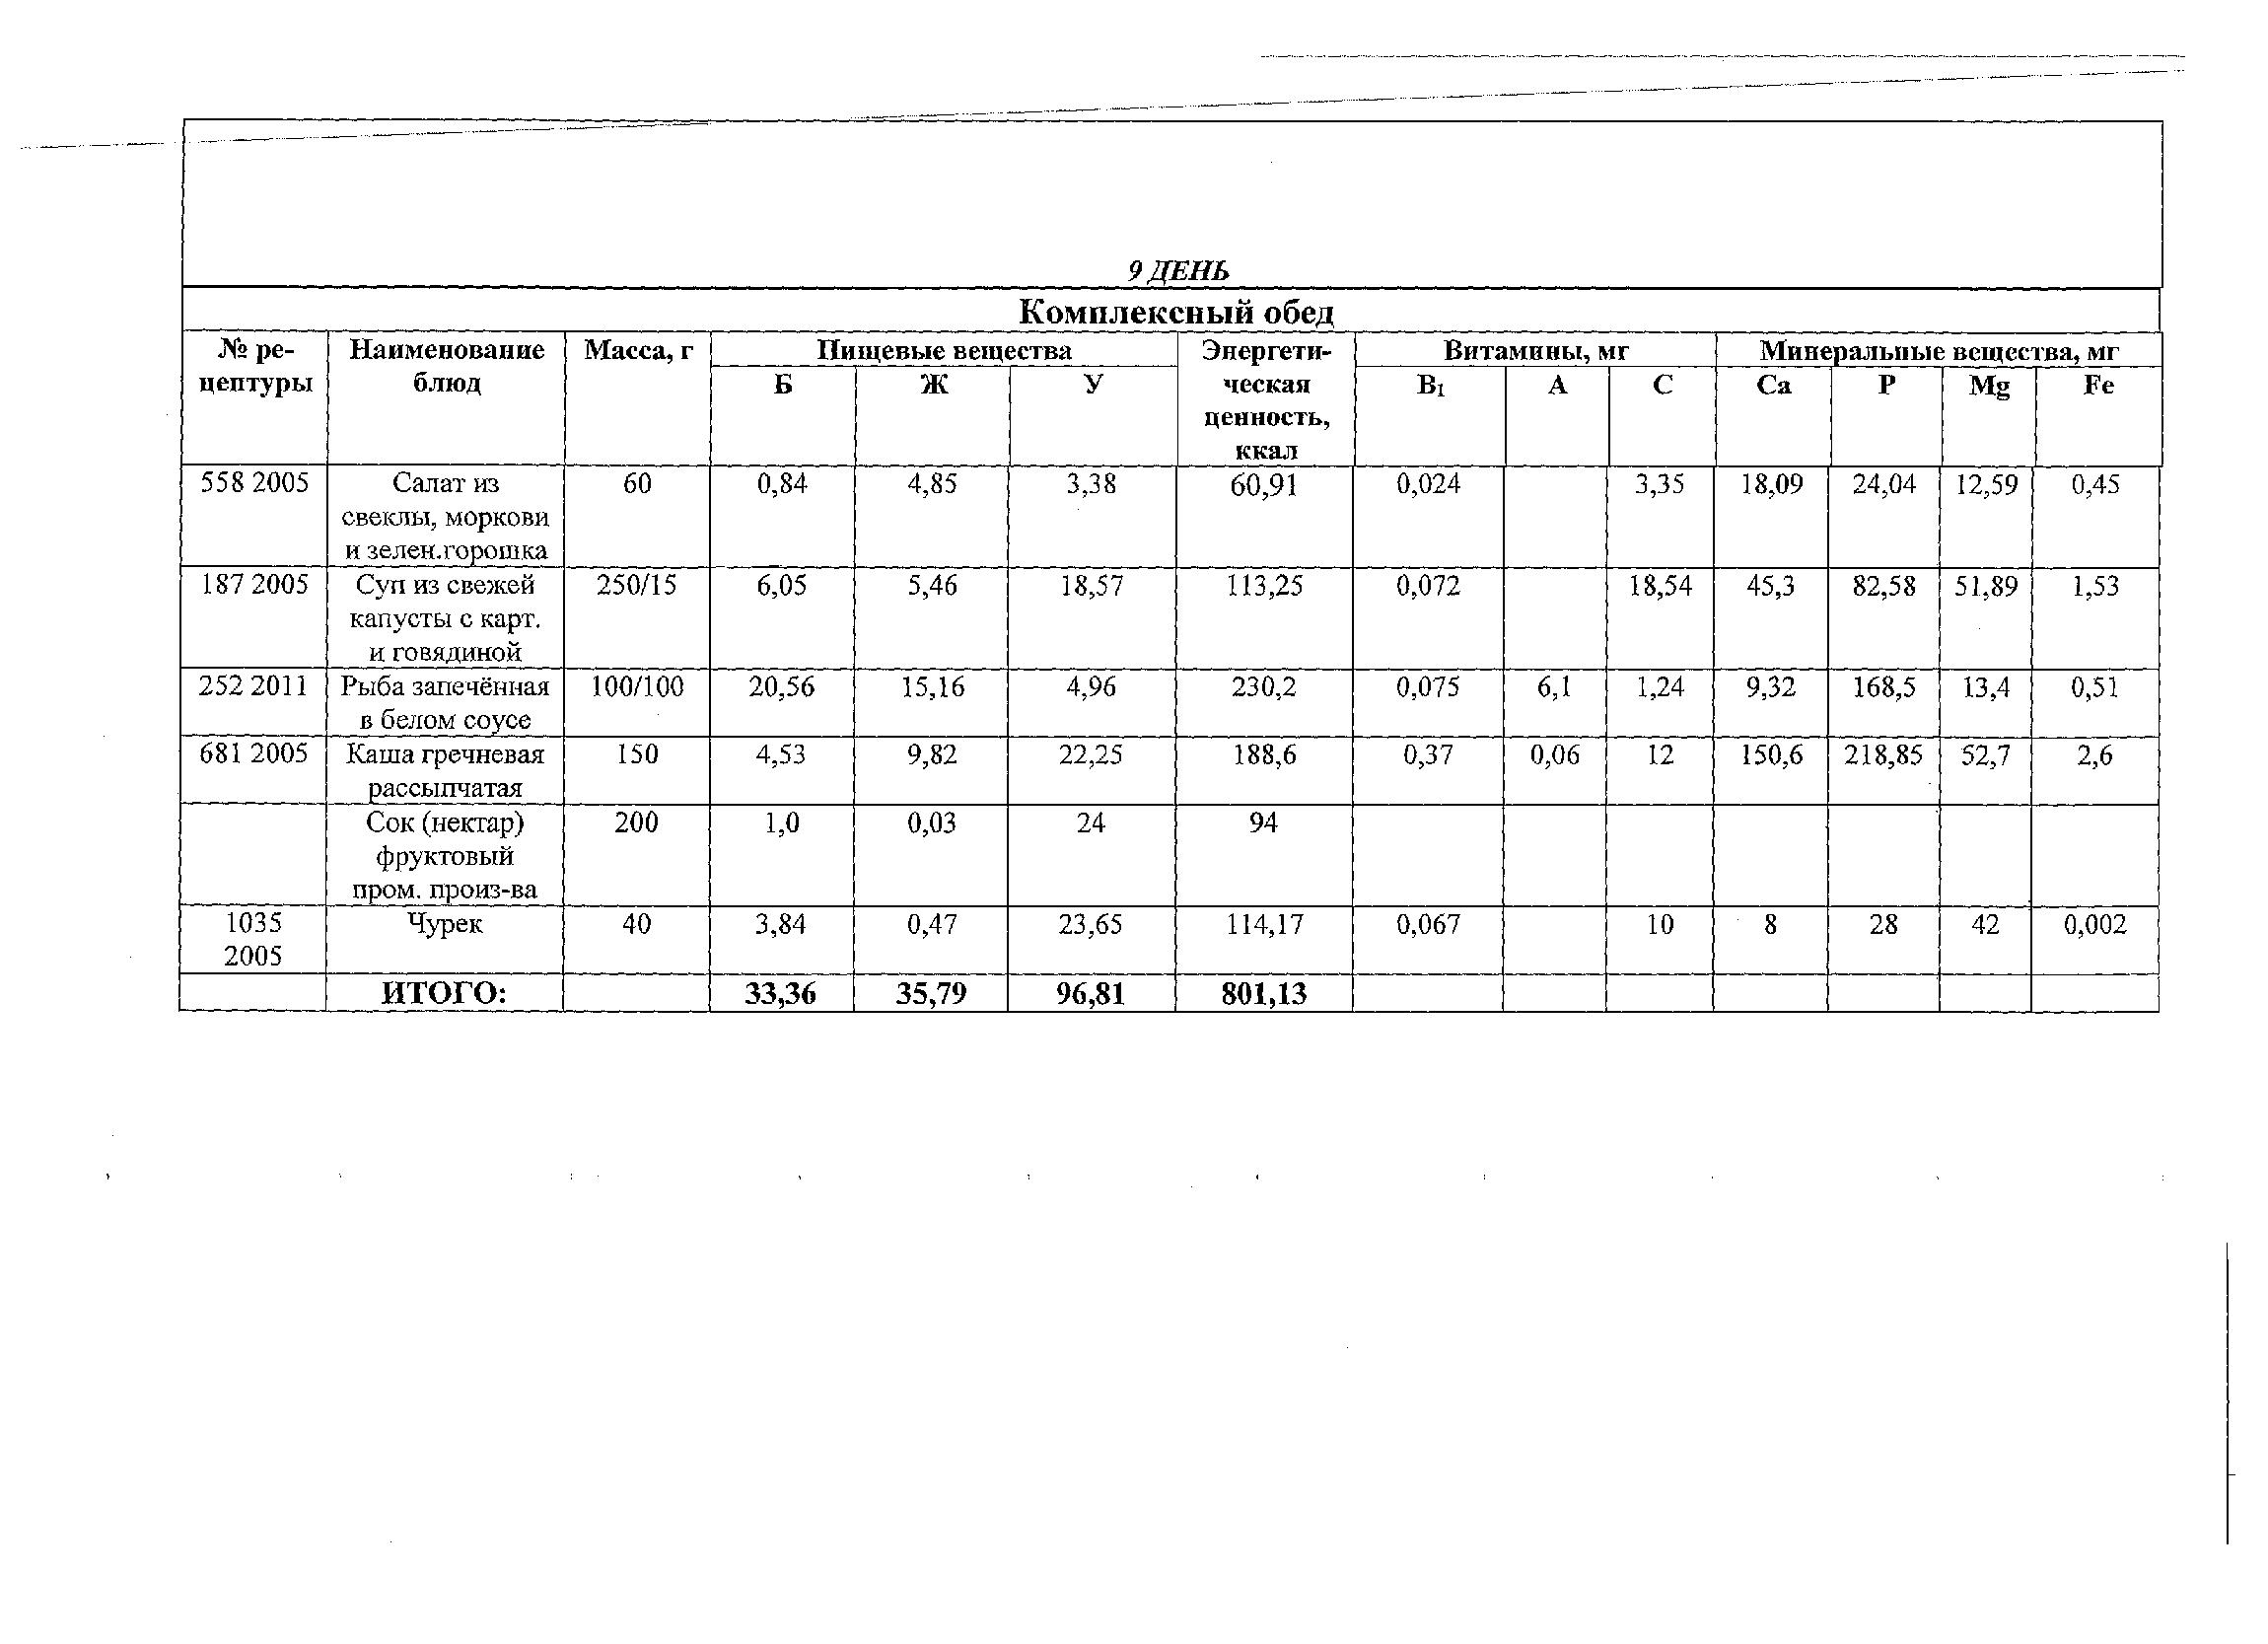 9 ДЕНЬ
Комплексный обед
№ ре- Наименование Масса, г Пищевые вещества Энергети- Витамины, мг Минеральные вещества, мг
цептуры блюд Б Ж У ческая B1 А С Ca P Mg Fe
ценность,
ккал
558 2005 Салат из 60 0,84 4,85 3,38 60,91 0,024 3,35 18,09 24,04 12,59 0,45
свеклы, моркови
и зелен.горошка
187 2005 Суп из свежей 250/15 6,05 5,46 18,57 113,25 0,072 18,54 45,3 82,58 51,89 1,53
капусты с карт.
и говядиной
252 2011 Рыба запечённая 100/100 20,56 15,16 4,96 230,2 0,075 6,1 1,24 9,32 168,5 13,4 0,51
в белом соусе
681 2005 Каша гречневая 150 4,53 9,82 22,25 188,6 0,37 0,06 12 150,6 218,85 52,7 2,6
рассыпчатая
Сок (нектар) 200 1,0 0,03 24 94
фруктовый
пром. произ-ва
1035 Чурек 40 3,84 0,47 23,65 114,17 0,067 10 8 28 42 0,002
2005
ИТОГО: 33,36 35,79 96,81 801,13